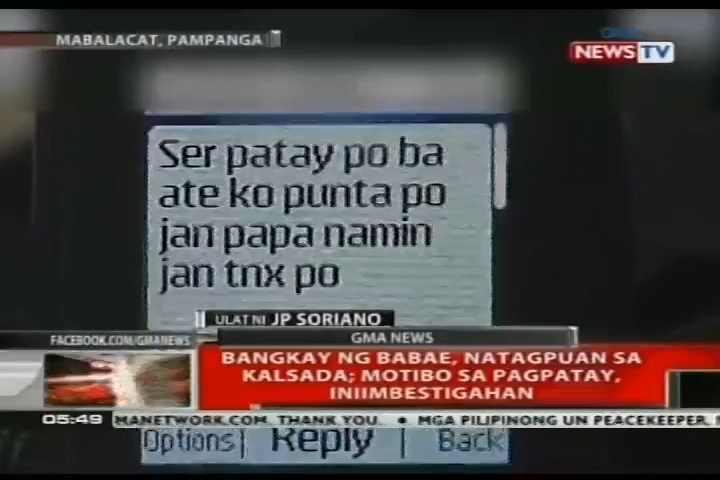 MABALACAT, PAMPANGA
NEWS TV
Ser patay po ba
ate ko punta po
jan papa namin
jan tnx po
ULAT NI JP SORIANO
FACEBOOK.COM/GMANEWS
GMA NEWS
BANGKAY NG BABAE, NATAGPUAN SA
KALSADA; MOTIBO SA PAGPATAY,
INIIMBESTIGAHAN
05:49 MANETWORK.COM. THANK YOU. • MGA PILIPINONG UN PEACEKEEPER,
Options Reply Back